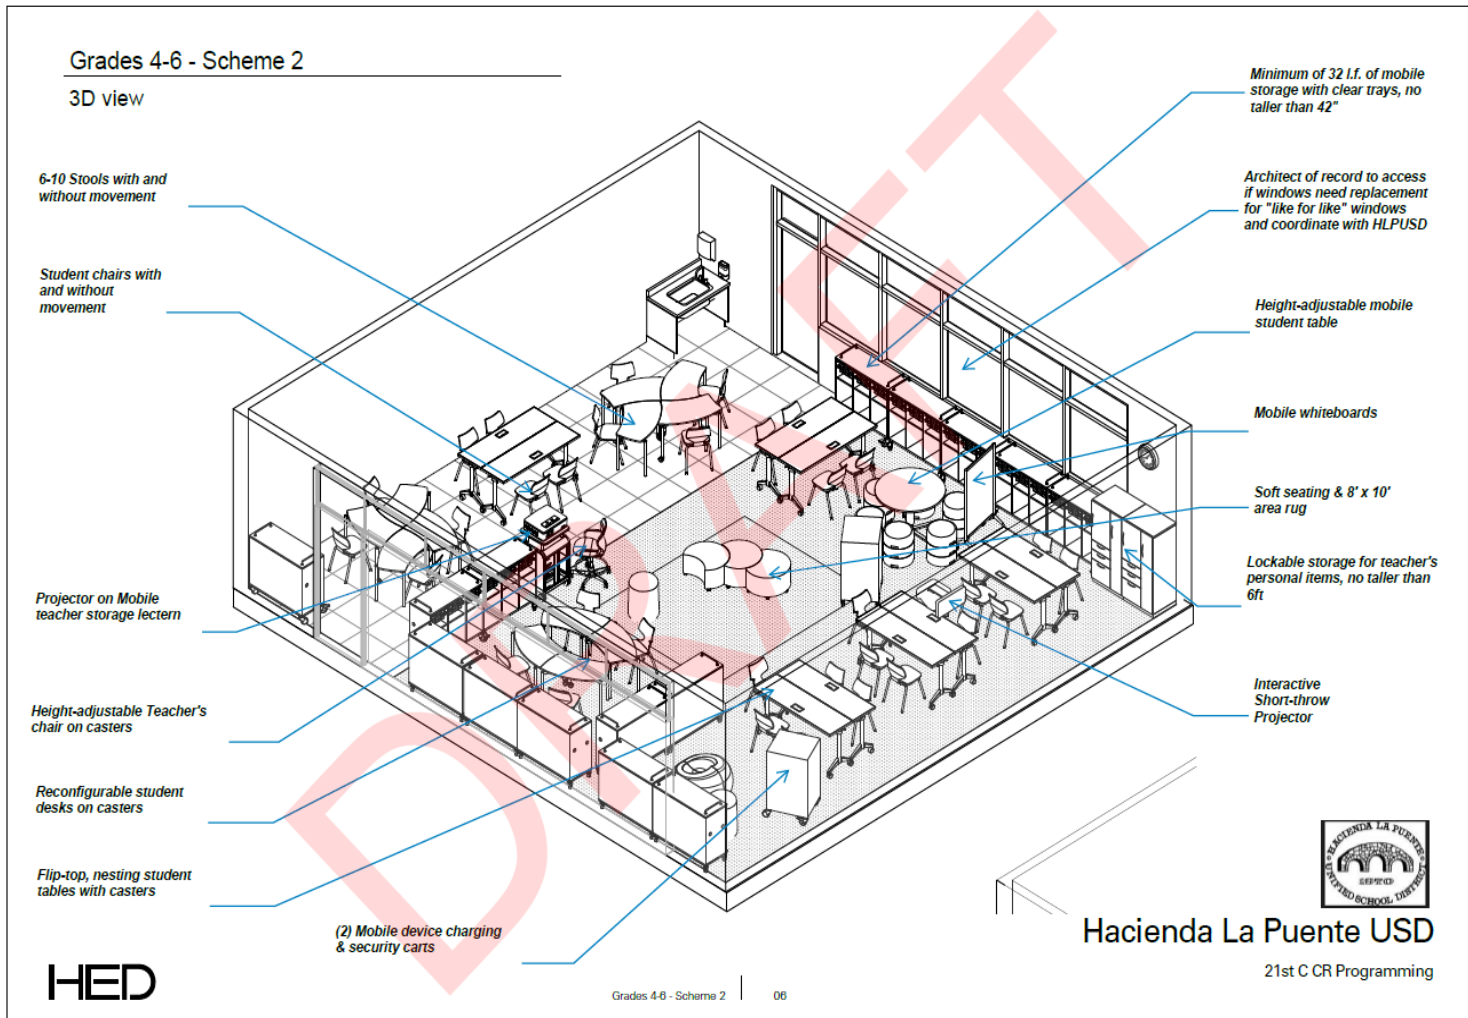 Grades 4-6 - Scheme 2
3D view
6-10 Stools with and
without movement
Student chairs with
and without
movement
Projector on Mobile
teacher storage lectern
Height-adjustable Teacher's
chair on casters
Reconfigurable student
desks on casters
Flip-top, nesting student
tables with casters
(2) Mobile device charging
& security carts
Minimum of 32 l.f. of mobile
storage with clear trays, no
taller than 42"
Architect of record to access
if windows need replacement
for "like for like" windows
and coordinate with HLPUSD
Height-adjustable mobile
student table
Mobile whiteboards
Soft seating & 8' x 10'
area rug
Lockable storage for teacher's
personal items, no taller than
6ft
Interactive
Short-throw
Projector
DRAFT
HACIENDA LA PUENTE
UNIFIED SCHOOL DISTRICT
Hacienda La Puente USD
21st C CR Programming
HED
Grades 4-6 - Scheme 2
06